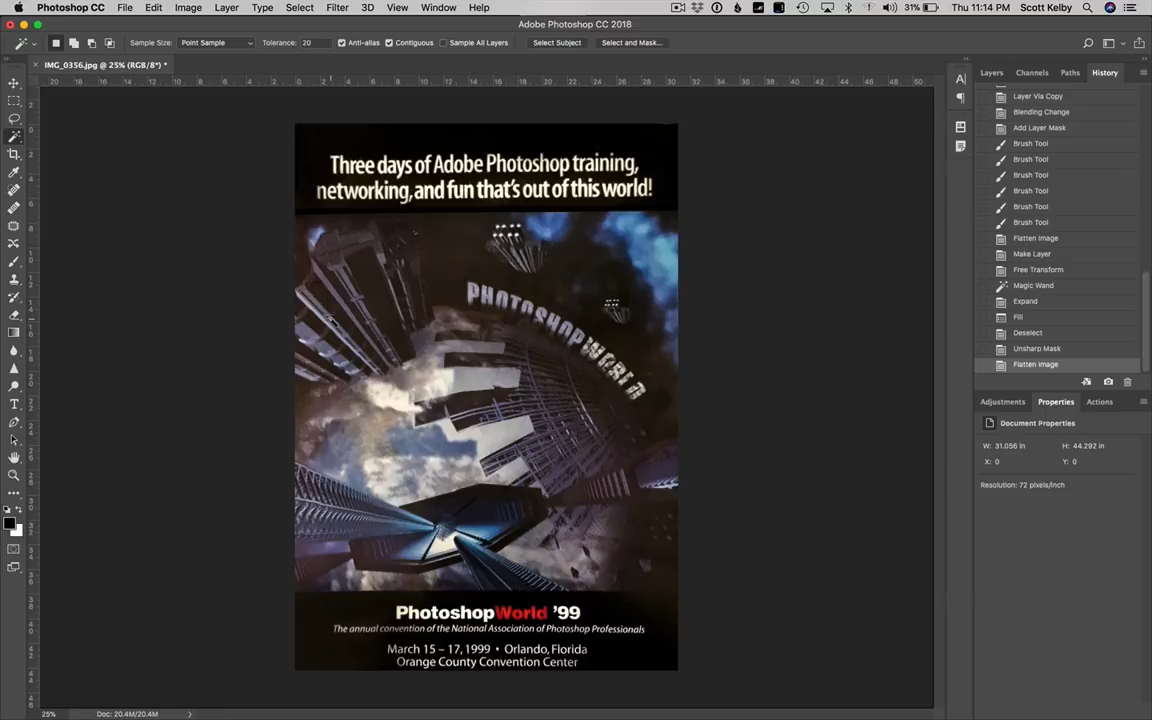 Photoshop CC File Edit Image Layer Type Select Filter 3D View Window Help
31% Thu 11:14 PM Scott Kelby
Adobe Photoshop CC 2018
Sample Size: Point Sample Tolerance: 20 Anti-alias Contiguous Sample All Layers Select Subject Select and Mask...
IMG_0356.jpg @ 25% (RGB/8*) *
Layers Channels Paths History
Layer Via Copy
Blending Change
Add Layer Mask
Brush Tool
Brush Tool
Brush Tool
Brush Tool
Brush Tool
Brush Tool
Flatten Image
Make Layer
Free Transform
Magic Wand
Expand
Fill
Deselect
Unsharp Mask
Flatten Image
Adjustments Properties Actions
Document Properties
W: 31.056 in H: 44.292 in
X: 0 Y: 0
Resolution: 72 pixels/inch
Three days of Adobe Photoshop training,
networking, and fun that's out of this world!
PHOTOSHOPWORLD
PhotoshopWorld '99
The annual convention of the National Association of Photoshop Professionals
March 15 – 17, 1999 • Orlando, Florida
Orange County Convention Center
25% Doc: 20.4M/20.4M